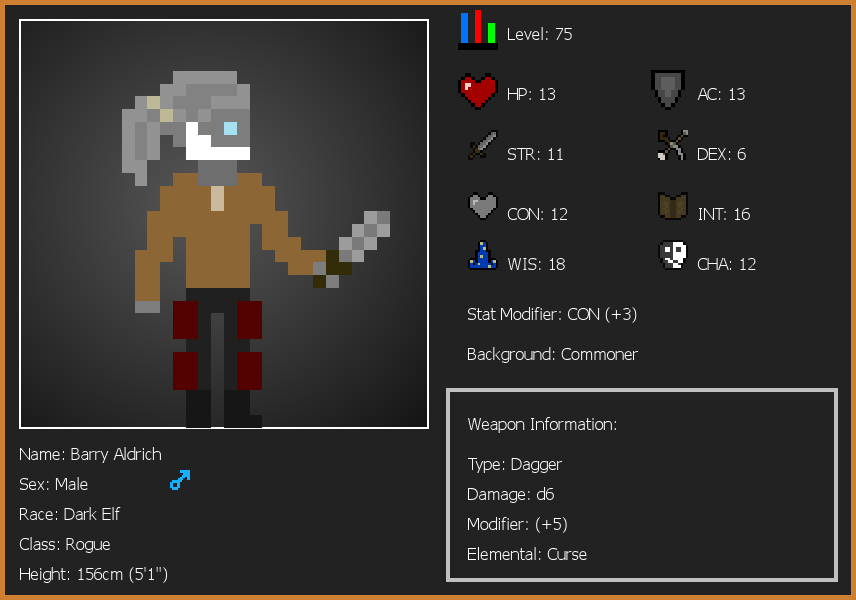 Level: 75
HP: 13
AC: 13
STR: 11
DEX: 6
CON: 12
INT: 16
WIS: 18
CHA: 12
Stat Modifier: CON (+3)
Background: Commoner
Weapon Information:
Type: Dagger
Damage: d6
Modifier: (+5)
Elemental: Curse
Name: Barry Aldrich
Sex: Male
Race: Dark Elf
Class: Rogue
Height: 156cm (5'1")